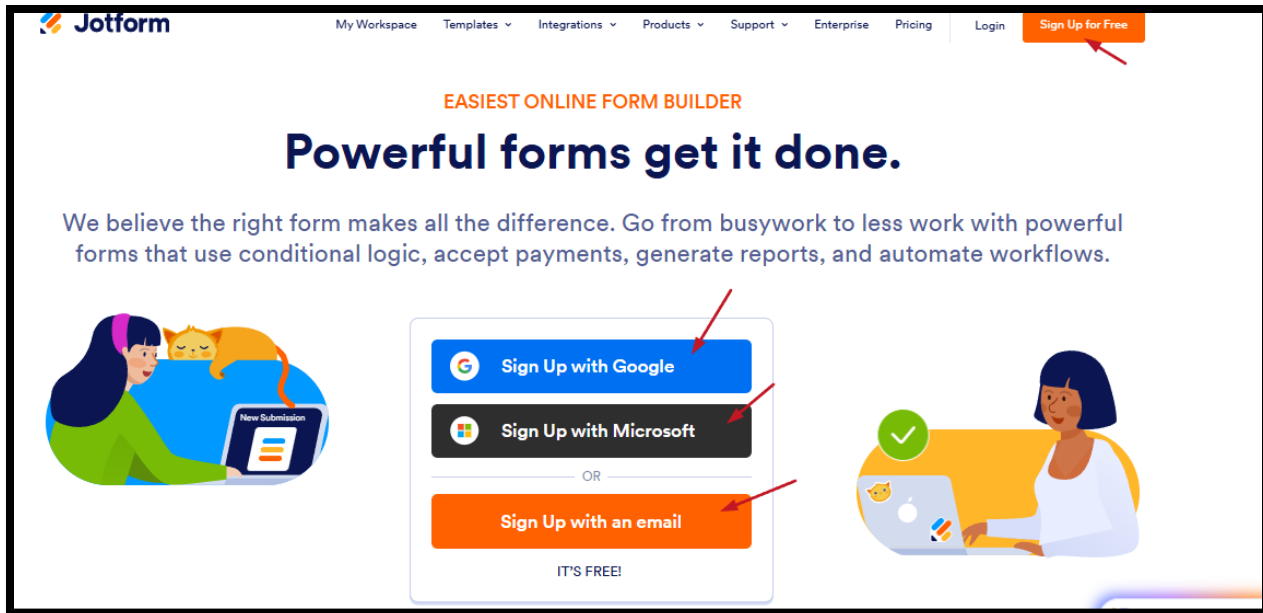 Jotform
My Workspace Templates Integrations Products Support Enterprise Pricing Login Sign Up for Free
EASIEST ONLINE FORM BUILDER
Powerful forms get it done.
We believe the right form makes all the difference. Go from busywork to less work with powerful
forms that use conditional logic, accept payments, generate reports, and automate workflows.
Sign Up with Google
Sign Up with Microsoft
OR
Sign Up with an email
IT'S FREE!
New Submission